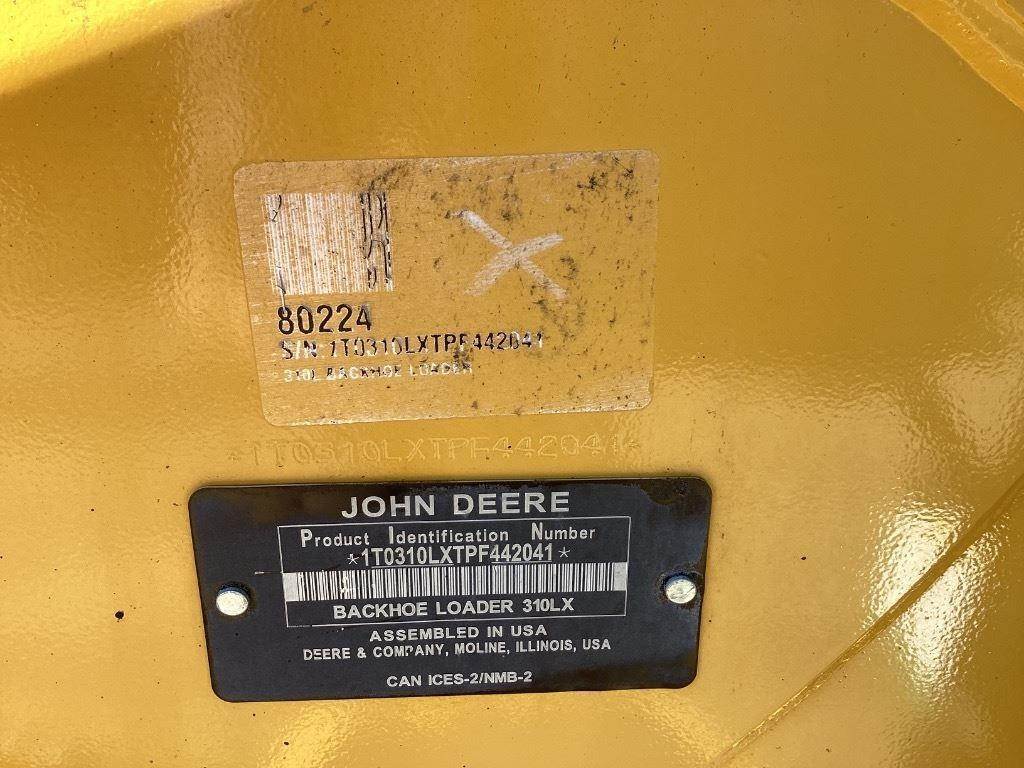 80224
S/N:1T0310LXTPF442041
310L BACKHOE LOADER
*1T0310LXTPF442041*
JOHN DEERE
Product Identification Number
*1T0310LXTPF442041*
BACKHOE LOADER 310LX
ASSEMBLED IN USA
DEERE & COMPANY, MOLINE, ILLINOIS, USA
CAN ICES-2/NMB-2